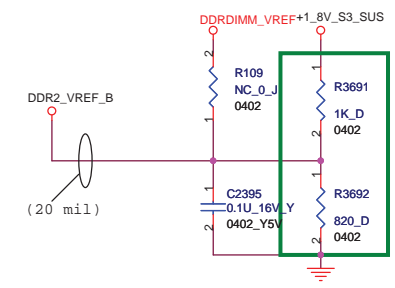 DDRDIMM_VREF
+1_8V_S3_SUS
2
1
R109
NC_0_J
0402
R3691
1K_D
0402
DDR2_VREF_B
1
2
(20 mil)
1
C2395
0.1U_16V_Y
0402_Y5V
2
1
R3692
820_D
0402
2